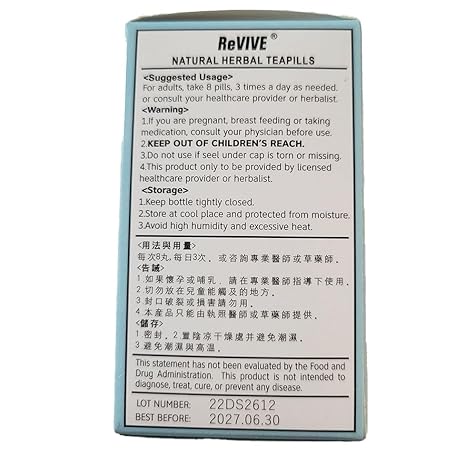 ReVIVE ®
NATURAL HERBAL TEAPILLS
<Suggested Usage>
For adults, take 8 pills, 3 times a day as needed.
or consult your healthcare provider or herbalist.
<Warning>
1.If you are pregnant, breast feeding or taking
medication, consult your physician before use.
2.KEEP OUT OF CHILDREN'S REACH.
3.Do not use if seel under cap is torn or missing.
4.This product only to be provided by licensed
healthcare provider or herbalist.
<Storage>
1.Keep bottle tightly closed.
2.Store at cool place and protected from moisture.
3.Avoid high humidity and excessive heat.
<用法與用量>
每次8丸,每日3次。或咨詢專業醫師或草藥師。
<告誡>
1.如果懷孕或哺乳,請在專業醫師指導下使用。
2.切勿放在兒童能觸及的地方。
3.封口破裂或損害請勿用。
4.本產品只能由執照醫師或草藥師提供。
<儲存>
1.密封。2.置陰凉干燥處并避免潮濕。
3.避免潮濕與高温。
This statement has not been evaluated by the Food and
Drug Administration. This product is not intended to
diagnose, treat, cure, or prevent any disease.
LOT NUMBER: 22DS2612
BEST BEFORE: 2027.06.30